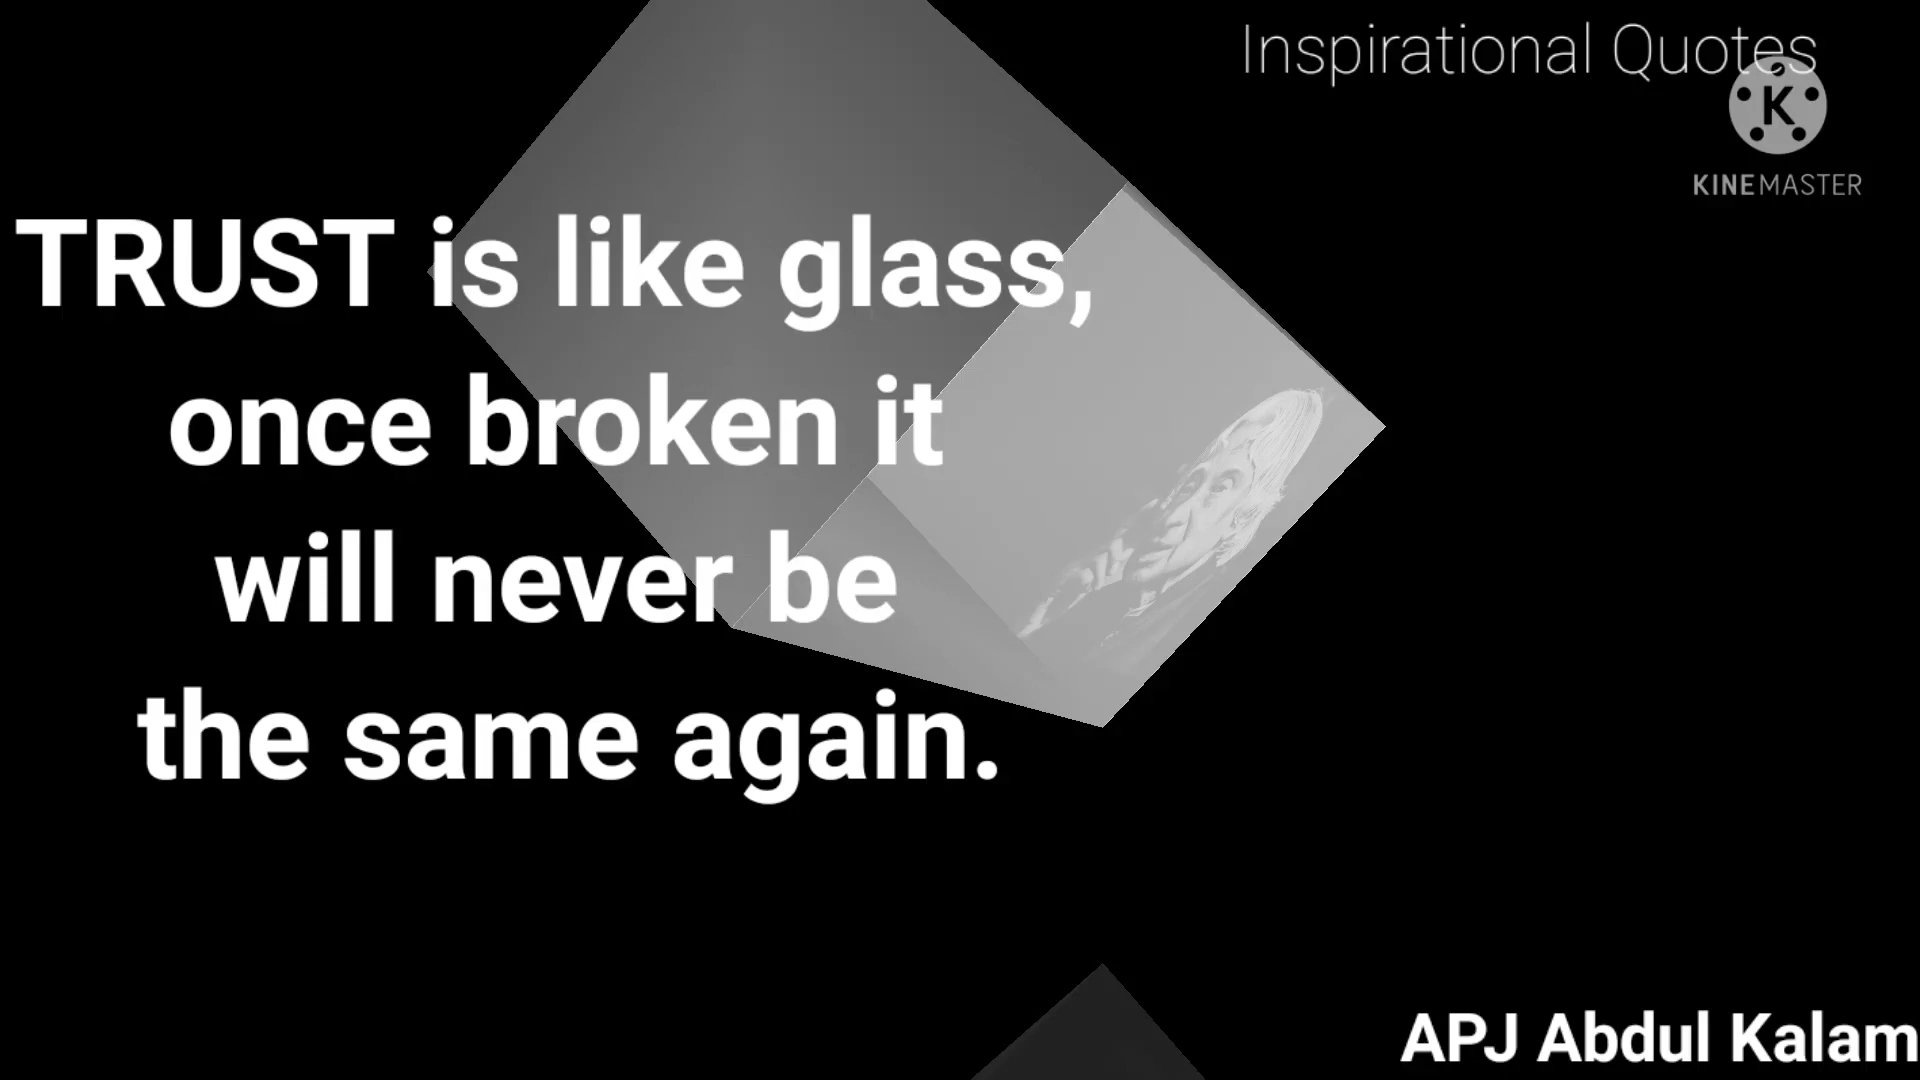 Inspirational Quotes
K
KINEMASTER
TRUST is like glass,
once broken it
will never be
the same again.
APJ Abdul Kalam